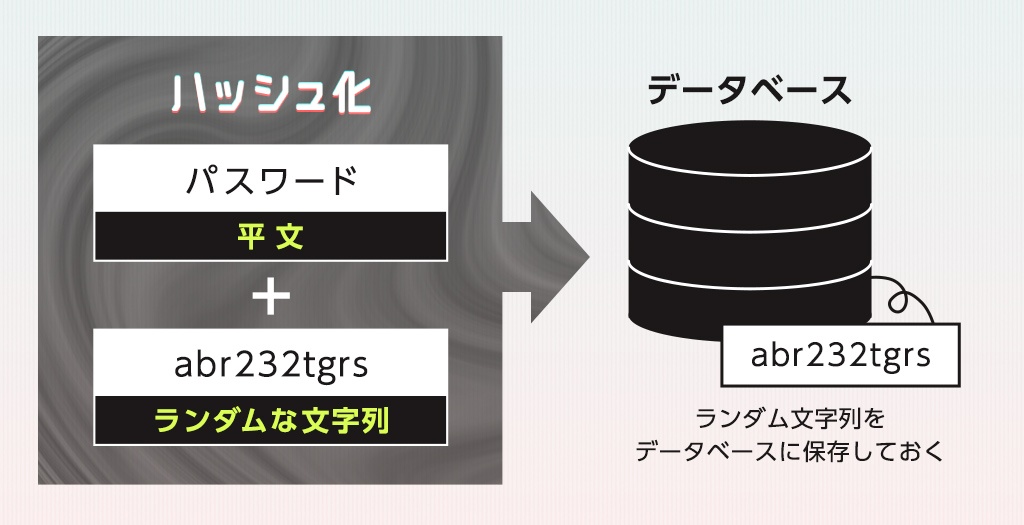 ハッシュ化
パスワード
平文
+
abr232tgrs
ランダムな文字列
データベース
abr232tgrs
ランダム文字列を
データベースに保存しておく